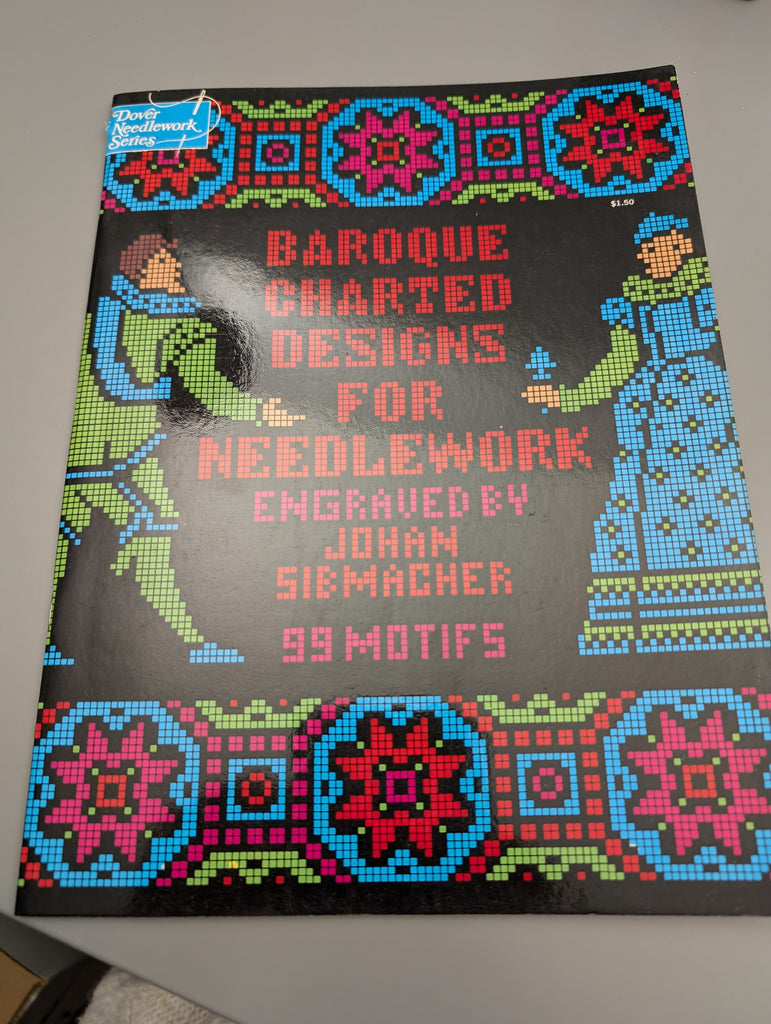 Dover
Needlework
Series
$1.50
BAROQUE
CHARTED
DESIGNS
FOR
NEEDLEWORK
ENGRAVED BY
JOHAN
SIBMACHER
99 MOTIFS